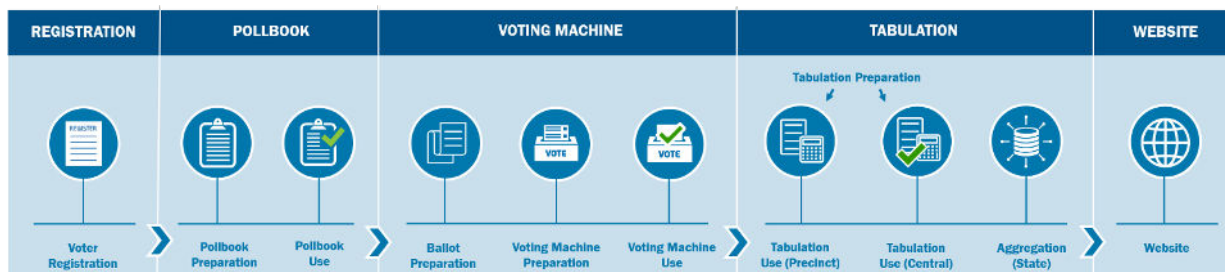 REGISTRATION
POLLBOOK
VOTING MACHINE
TABULATION
WEBSITE
Tabulation Preparation
REGISTER
VOTE
VOTE
Voter
Registration
Pollbook
Preparation
Pollbook
Use
Ballot
Preparation
Voting Machine
Preparation
Voting Machine
Use
Tabulation
Use (Precinct)
Tabulation
Use (Central)
Aggregation
(State)
Website